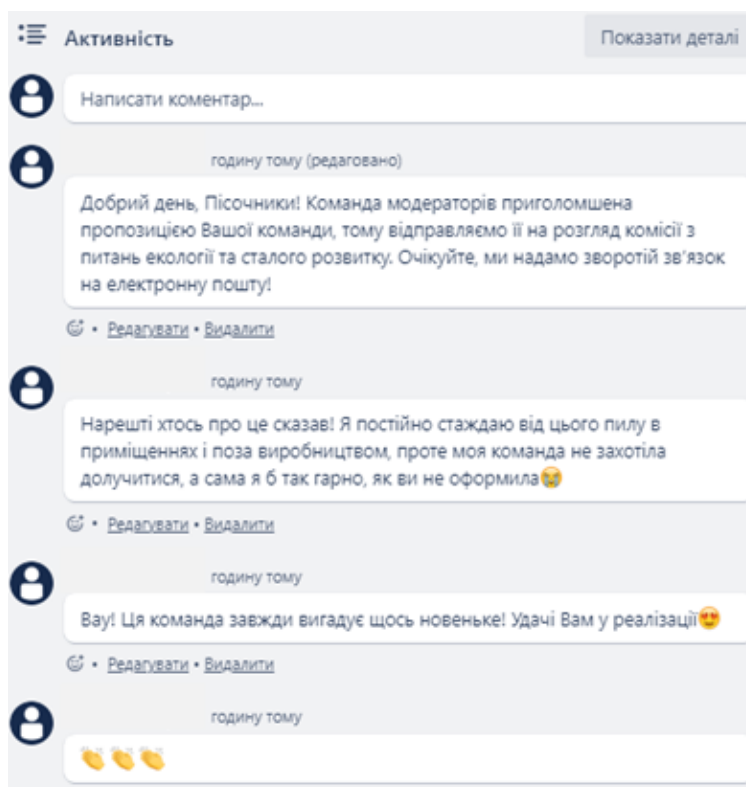 Активність
Показати деталі
Написати коментар...
годину тому (редаговано)
Добрий день, Пісочники! Команда модераторів приголомшена
пропозицією Вашої команди, тому відправляємо її на розгляд комісії з
питань екології та сталого розвитку. Очікуйте, ми надамо зворотій зв'язок
на електронну пошту!
• Редагувати • Видалити
годину тому
Нарешті хтось про це сказав! Я постійно стаждаю від цього пилу в
приміщеннях і поза виробництвом, проте моя команда не захотіла
долучитися, а сама я б так гарно, як ви не оформила😭
• Редагувати • Видалити
годину тому
Вау! Ця команда завжди вигадує щось новеньке! Удачі Вам у реалізації😍
• Редагувати • Видалити
годину тому
👏👏👏